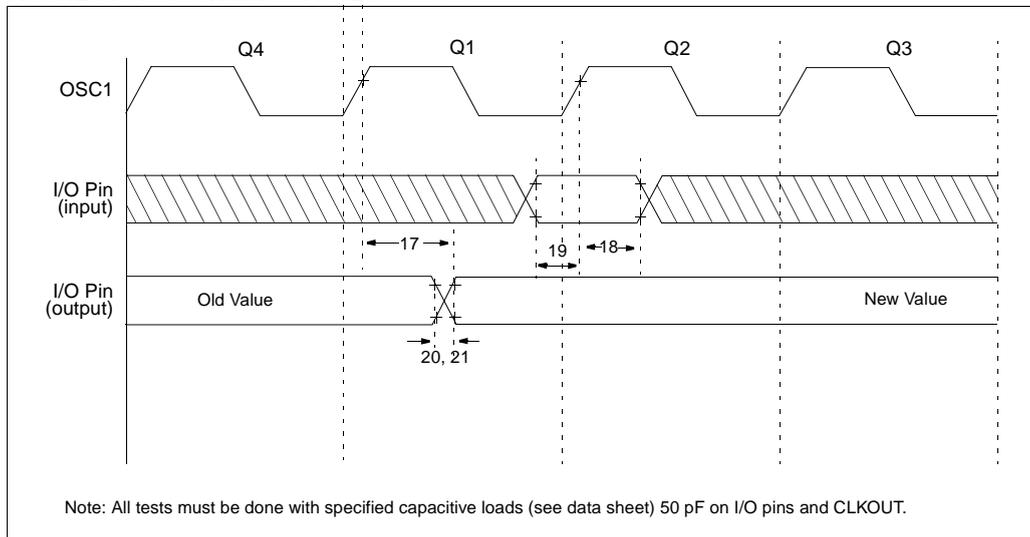 Q4 Q1 Q2 Q3
OSC1
I/O Pin
(input)
17 19 18
I/O Pin
(output)
Old Value New Value
20, 21
Note: All tests must be done with specified capacitive loads (see data sheet) 50 pF on I/O pins and CLKOUT.